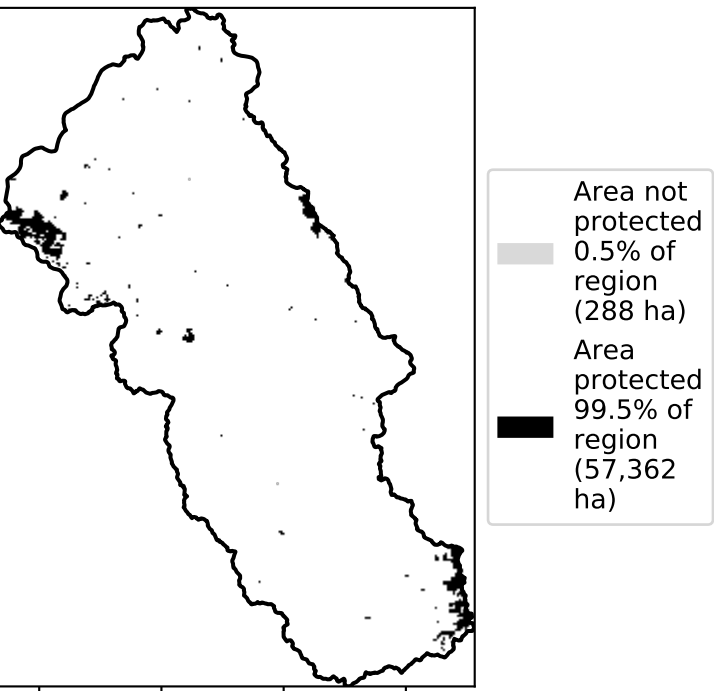 Area not
protected
0.5% of
region
(288 ha)
Area
protected
99.5% of
region
(57,362
ha)